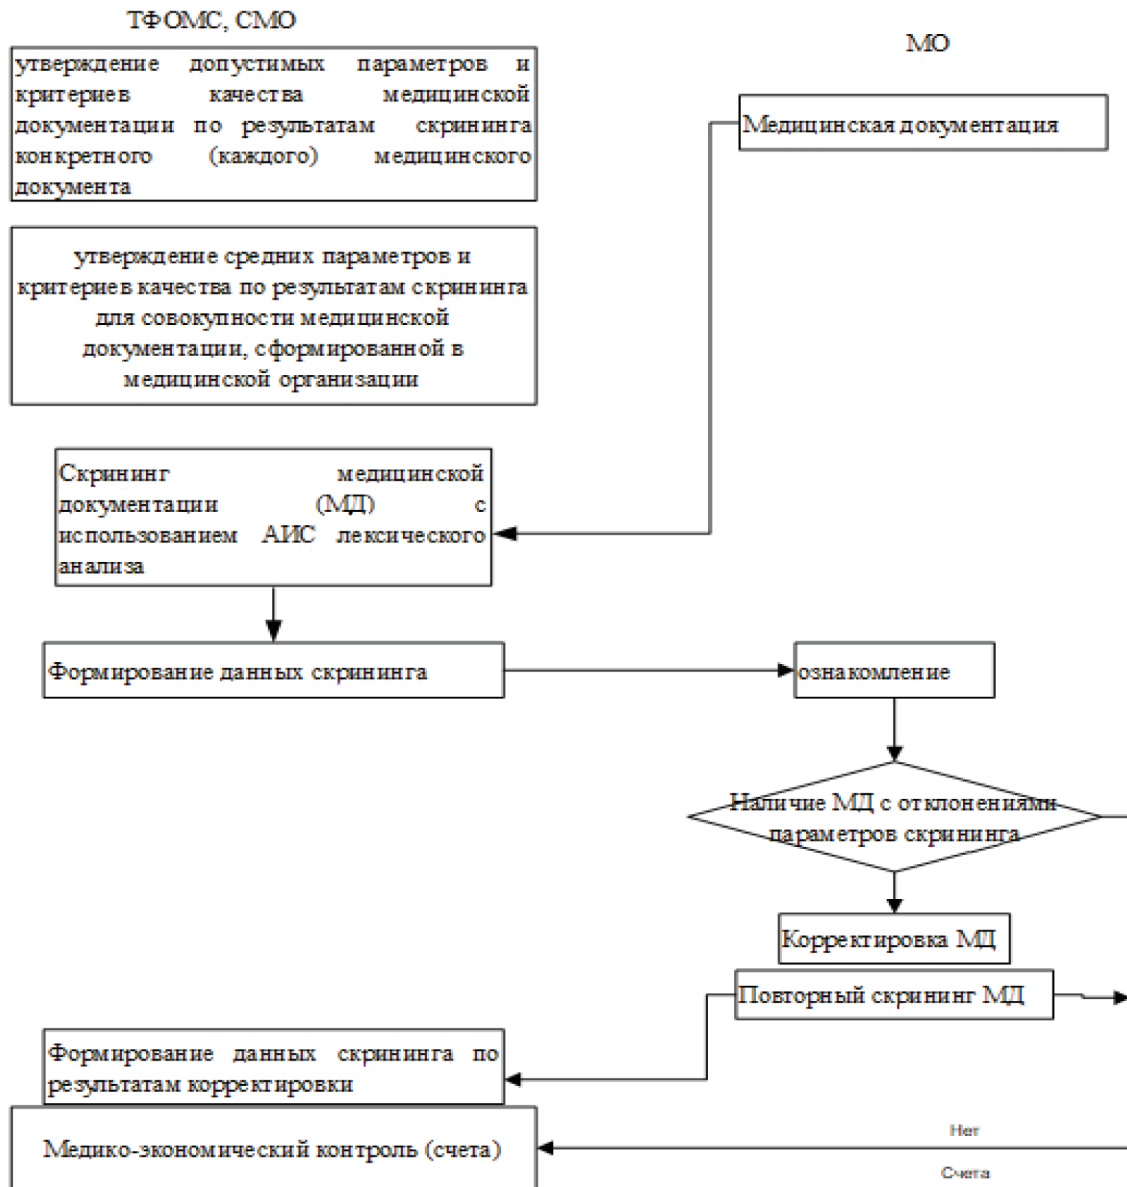 ТФОМС, СМО
МО
утверждение допустимых параметров и
критериев качества медицинской
документации по результатам скрининга
конкретного (каждого) медицинского
документа
Медицинская документация
утверждение средних параметров и
критериев качества по результатам скрининга
для совокупности медицинской
документации, сформированной в
медицинской организации
Скрининг медицинской
документации (МД) с
использованием АИС лексического
анализа
Формирование данных скрининга
ознакомление
Наличие МД с отклонениями
параметров скрининга
Корректировка МД
Повторный скрининг МД
Формирование данных скрининга по
результатам корректировки
Медико-экономический контроль (счета)
Нет
Счета